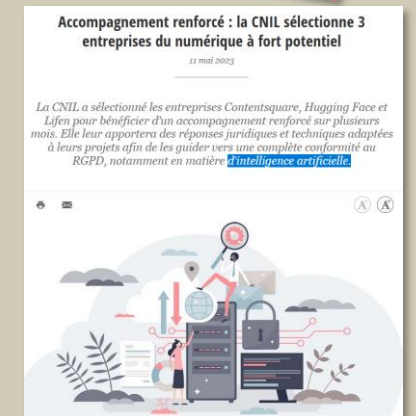 Accompagnement renforcé : la CNIL sélectionne 3
entreprises du numérique à fort potentiel
11 mai 2023
La CNIL a sélectionné les entreprises Contentsquare, Hugging Face et
Lifen pour bénéficier d'un accompagnement renforcé sur plusieurs
mois. Elle leur apportera des réponses juridiques et techniques adaptées
à leurs projets afin de les guider vers une complète conformité au
RGPD, notamment en matière d'intelligence artificielle.
A A